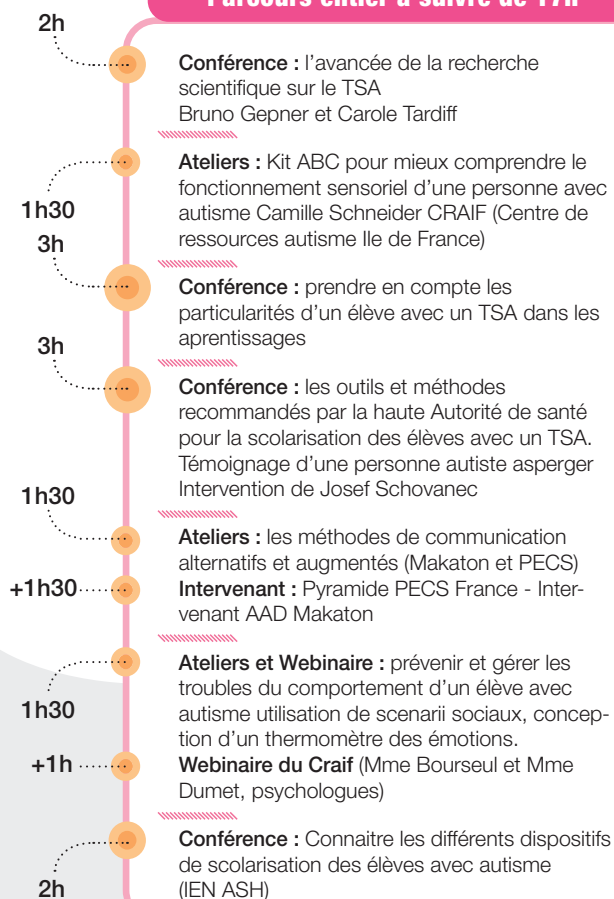 Parcours entier à suivre de 17h
2h
Conférence : l'avancée de la recherche
scientifique sur le TSA
Bruno Gepner et Carole Tardiff
1h30
Ateliers : Kit ABC pour mieux comprendre le
fonctionnement sensoriel d'une personne avec
autisme Camille Schneider CRAIF (Centre de
ressources autisme Ile de France)
3h
Conférence : prendre en compte les
particularités d'un élève avec un TSA dans les
aprentissages
3h
Conférence : les outils et méthodes
recommandés par la haute Autorité de santé
pour la scolarisation des élèves avec un TSA.
Témoignage d'une personne autiste asperger
Intervention de Josef Schovanec
1h30
Ateliers : les méthodes de communication
alternatifs et augmentés (Makaton et PECS)
+1h30
Intervenant : Pyramide PECS France - Inter-
venant AAD Makaton
1h30
Ateliers et Webinaire : prévenir et gérer les
troubles du comportement d'un élève avec
autisme utilisation de scenarii sociaux, concep-
tion d'un thermomètre des émotions.
+1h
Webinaire du Craif (Mme Bourseul et Mme
Dumet, psychologues)
2h
Conférence : Connaitre les différents dispositifs
de scolarisation des élèves avec autisme
(IEN ASH)